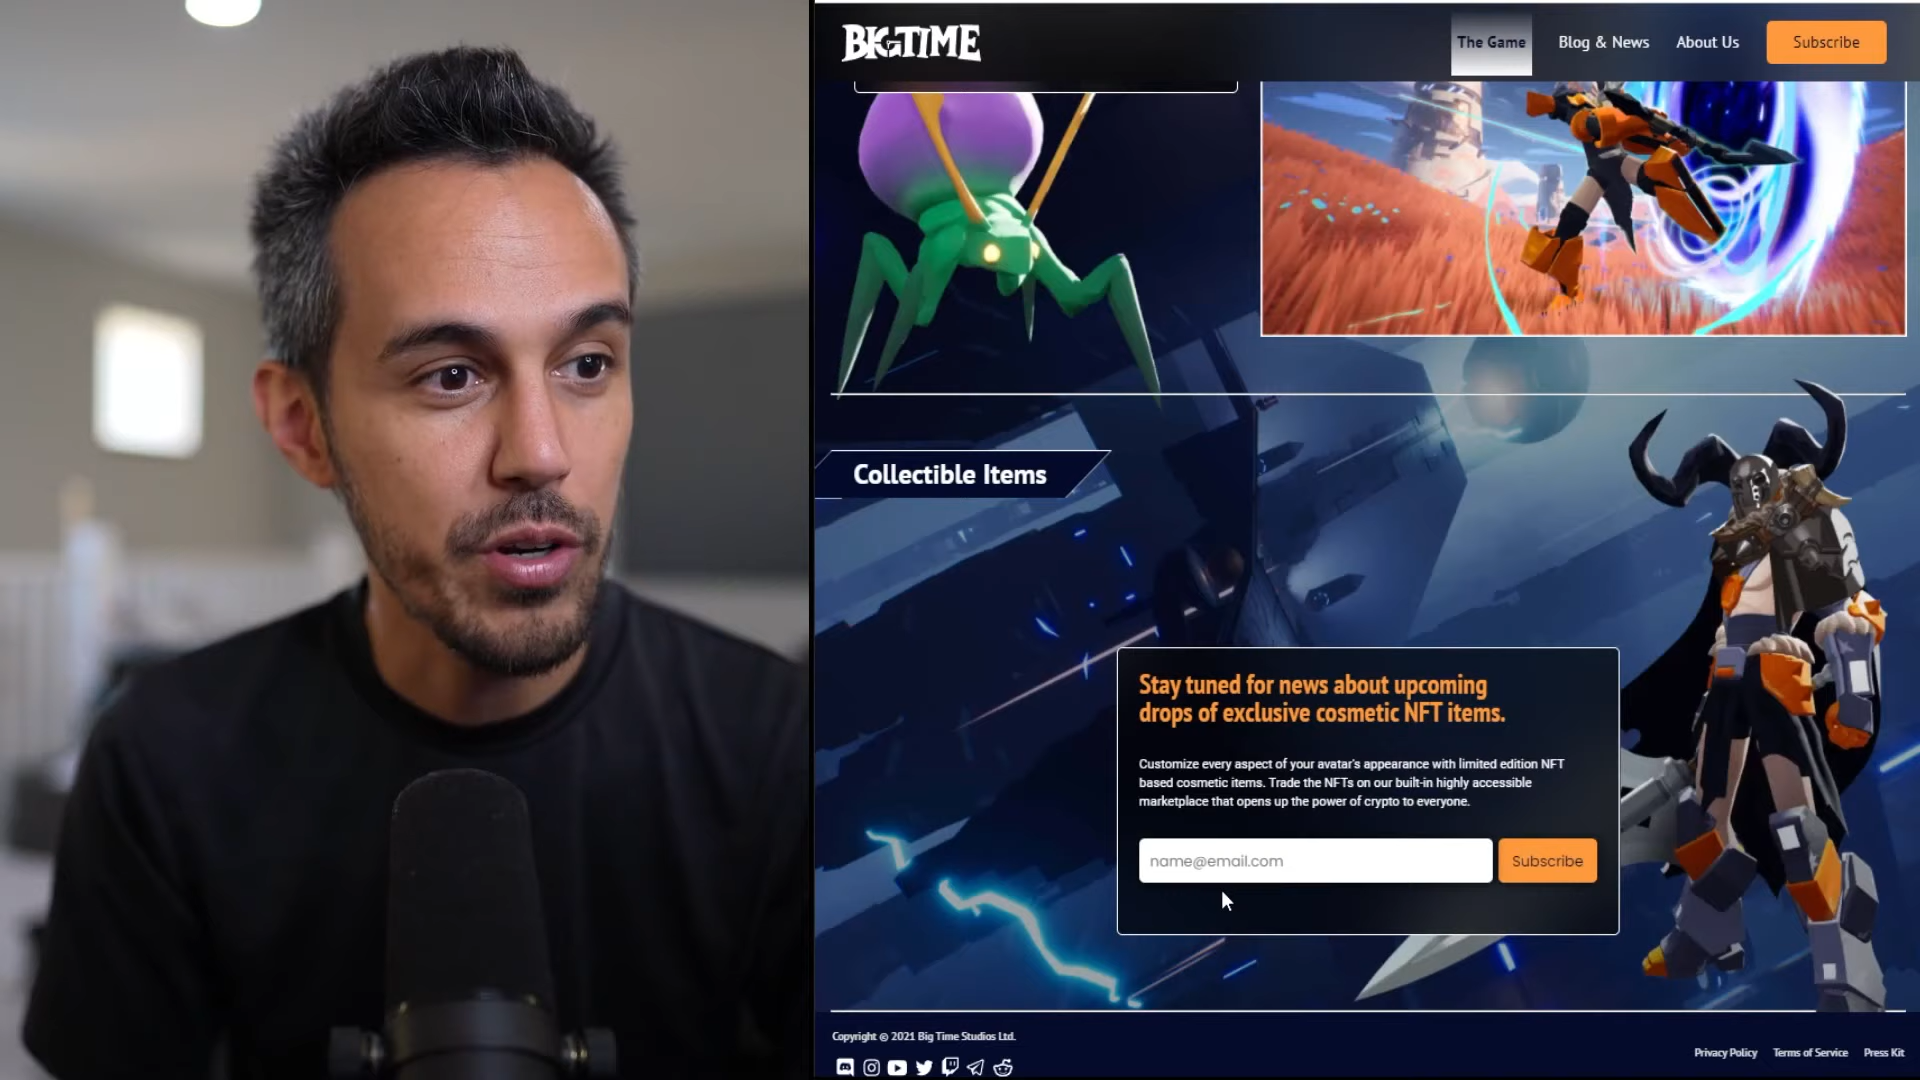 BIGTIME
The Game
Blog & News
About Us
Subscribe
Collectible Items
Stay tuned for news about upcoming
drops of exclusive cosmetic NFT items.
Customize every aspect of your avatar's appearance with limited edition NFT
based cosmetic items. Trade the NFTs on our built-in highly accessible
marketplace that opens up the power of crypto to everyone.
name@email.com
Subscribe
Copyright © 2021 Big Time Studios Ltd.
Privacy Policy
Terms of Service
Press Kit